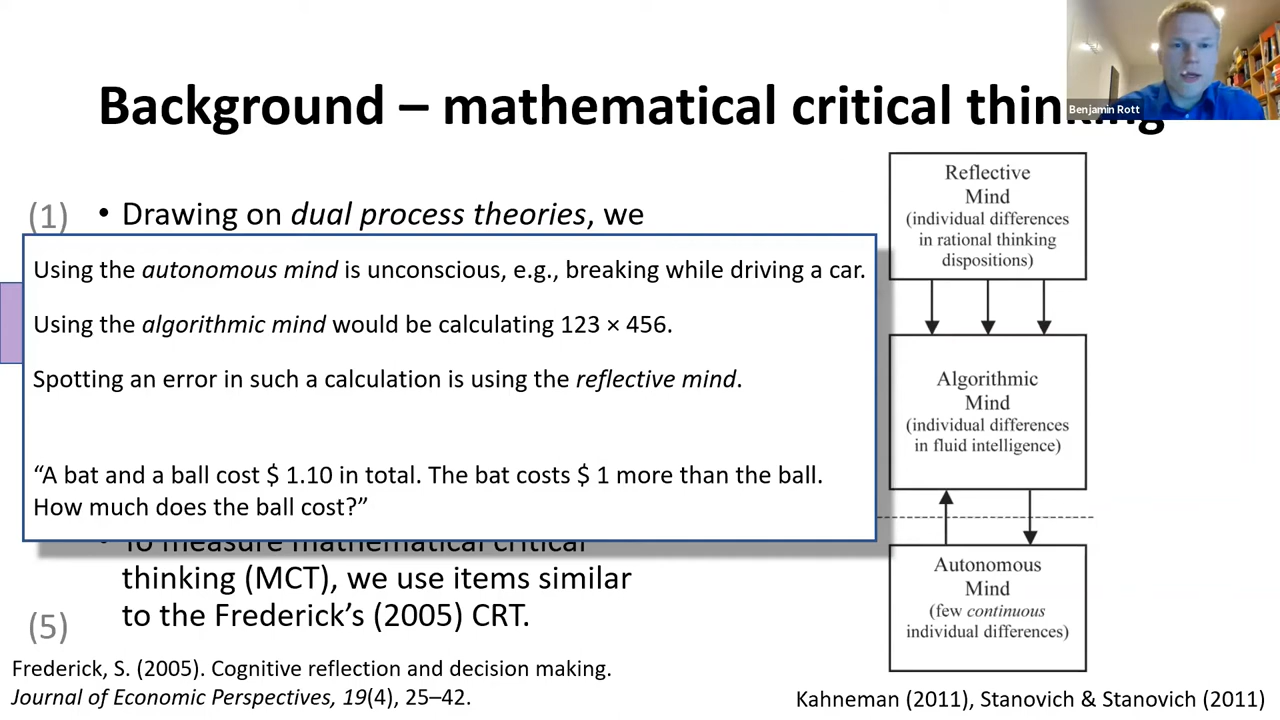 Benjamin Rott
Background – mathematical critical thinking
(1) • Drawing on dual process theories, we
Using the autonomous mind is unconscious, e.g., breaking while driving a car.
Using the algorithmic mind would be calculating 123 × 456.
Spotting an error in such a calculation is using the reflective mind.
“A bat and a ball cost $ 1.10 in total. The bat costs $ 1 more than the ball.
How much does the ball cost?”
• To measure mathematical critical
thinking (MCT), we use items similar
to the Frederick’s (2005) CRT.
(5)
Reflective
Mind
(individual differences
in rational thinking
dispositions)
Algorithmic
Mind
(individual differences
in fluid intelligence)
Autonomous
Mind
(few continuous
individual differences)
Frederick, S. (2005). Cognitive reflection and decision making.
Journal of Economic Perspectives, 19(4), 25–42.
Kahneman (2011), Stanovich & Stanovich (2011)